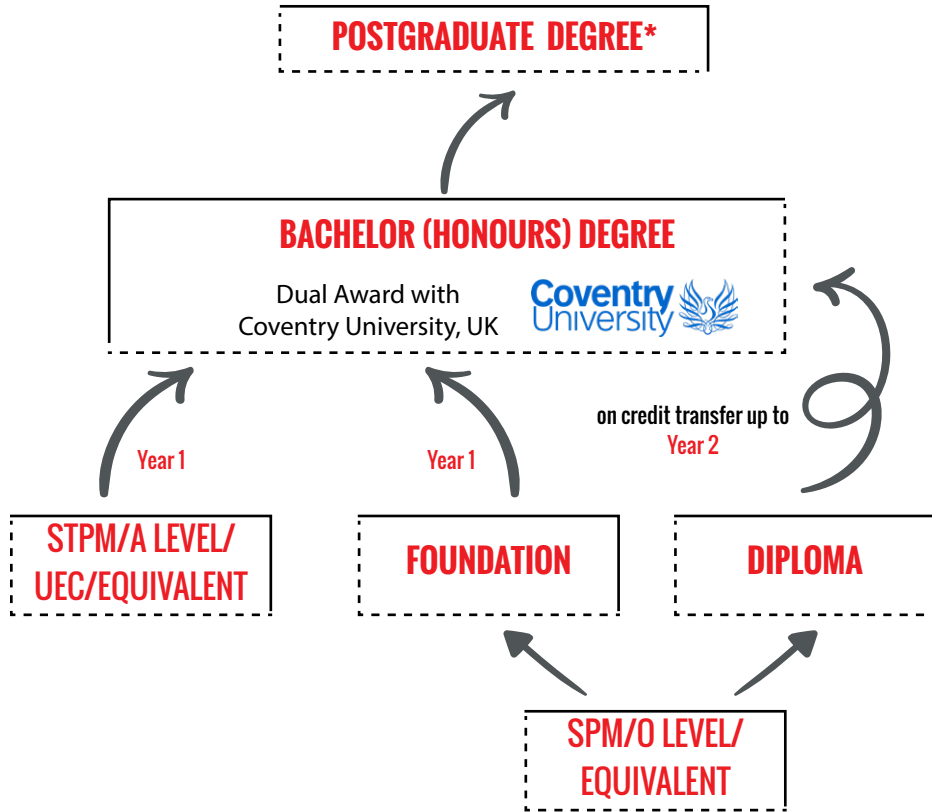 POSTGRADUATE DEGREE*
BACHELOR (HONOURS) DEGREE
Dual Award with
Coventry University, UK
Coventry
University
on credit transfer up to
Year 2
Year 1
Year 1
STPM/A LEVEL/
UEC/EQUIVALENT
FOUNDATION
DIPLOMA
SPM/O LEVEL/
EQUIVALENT